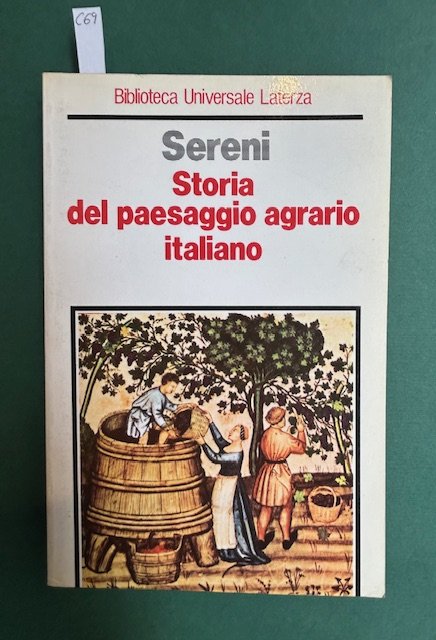 C69
Biblioteca Universale Laterza
Sereni
Storia
del paesaggio agrario
italiano